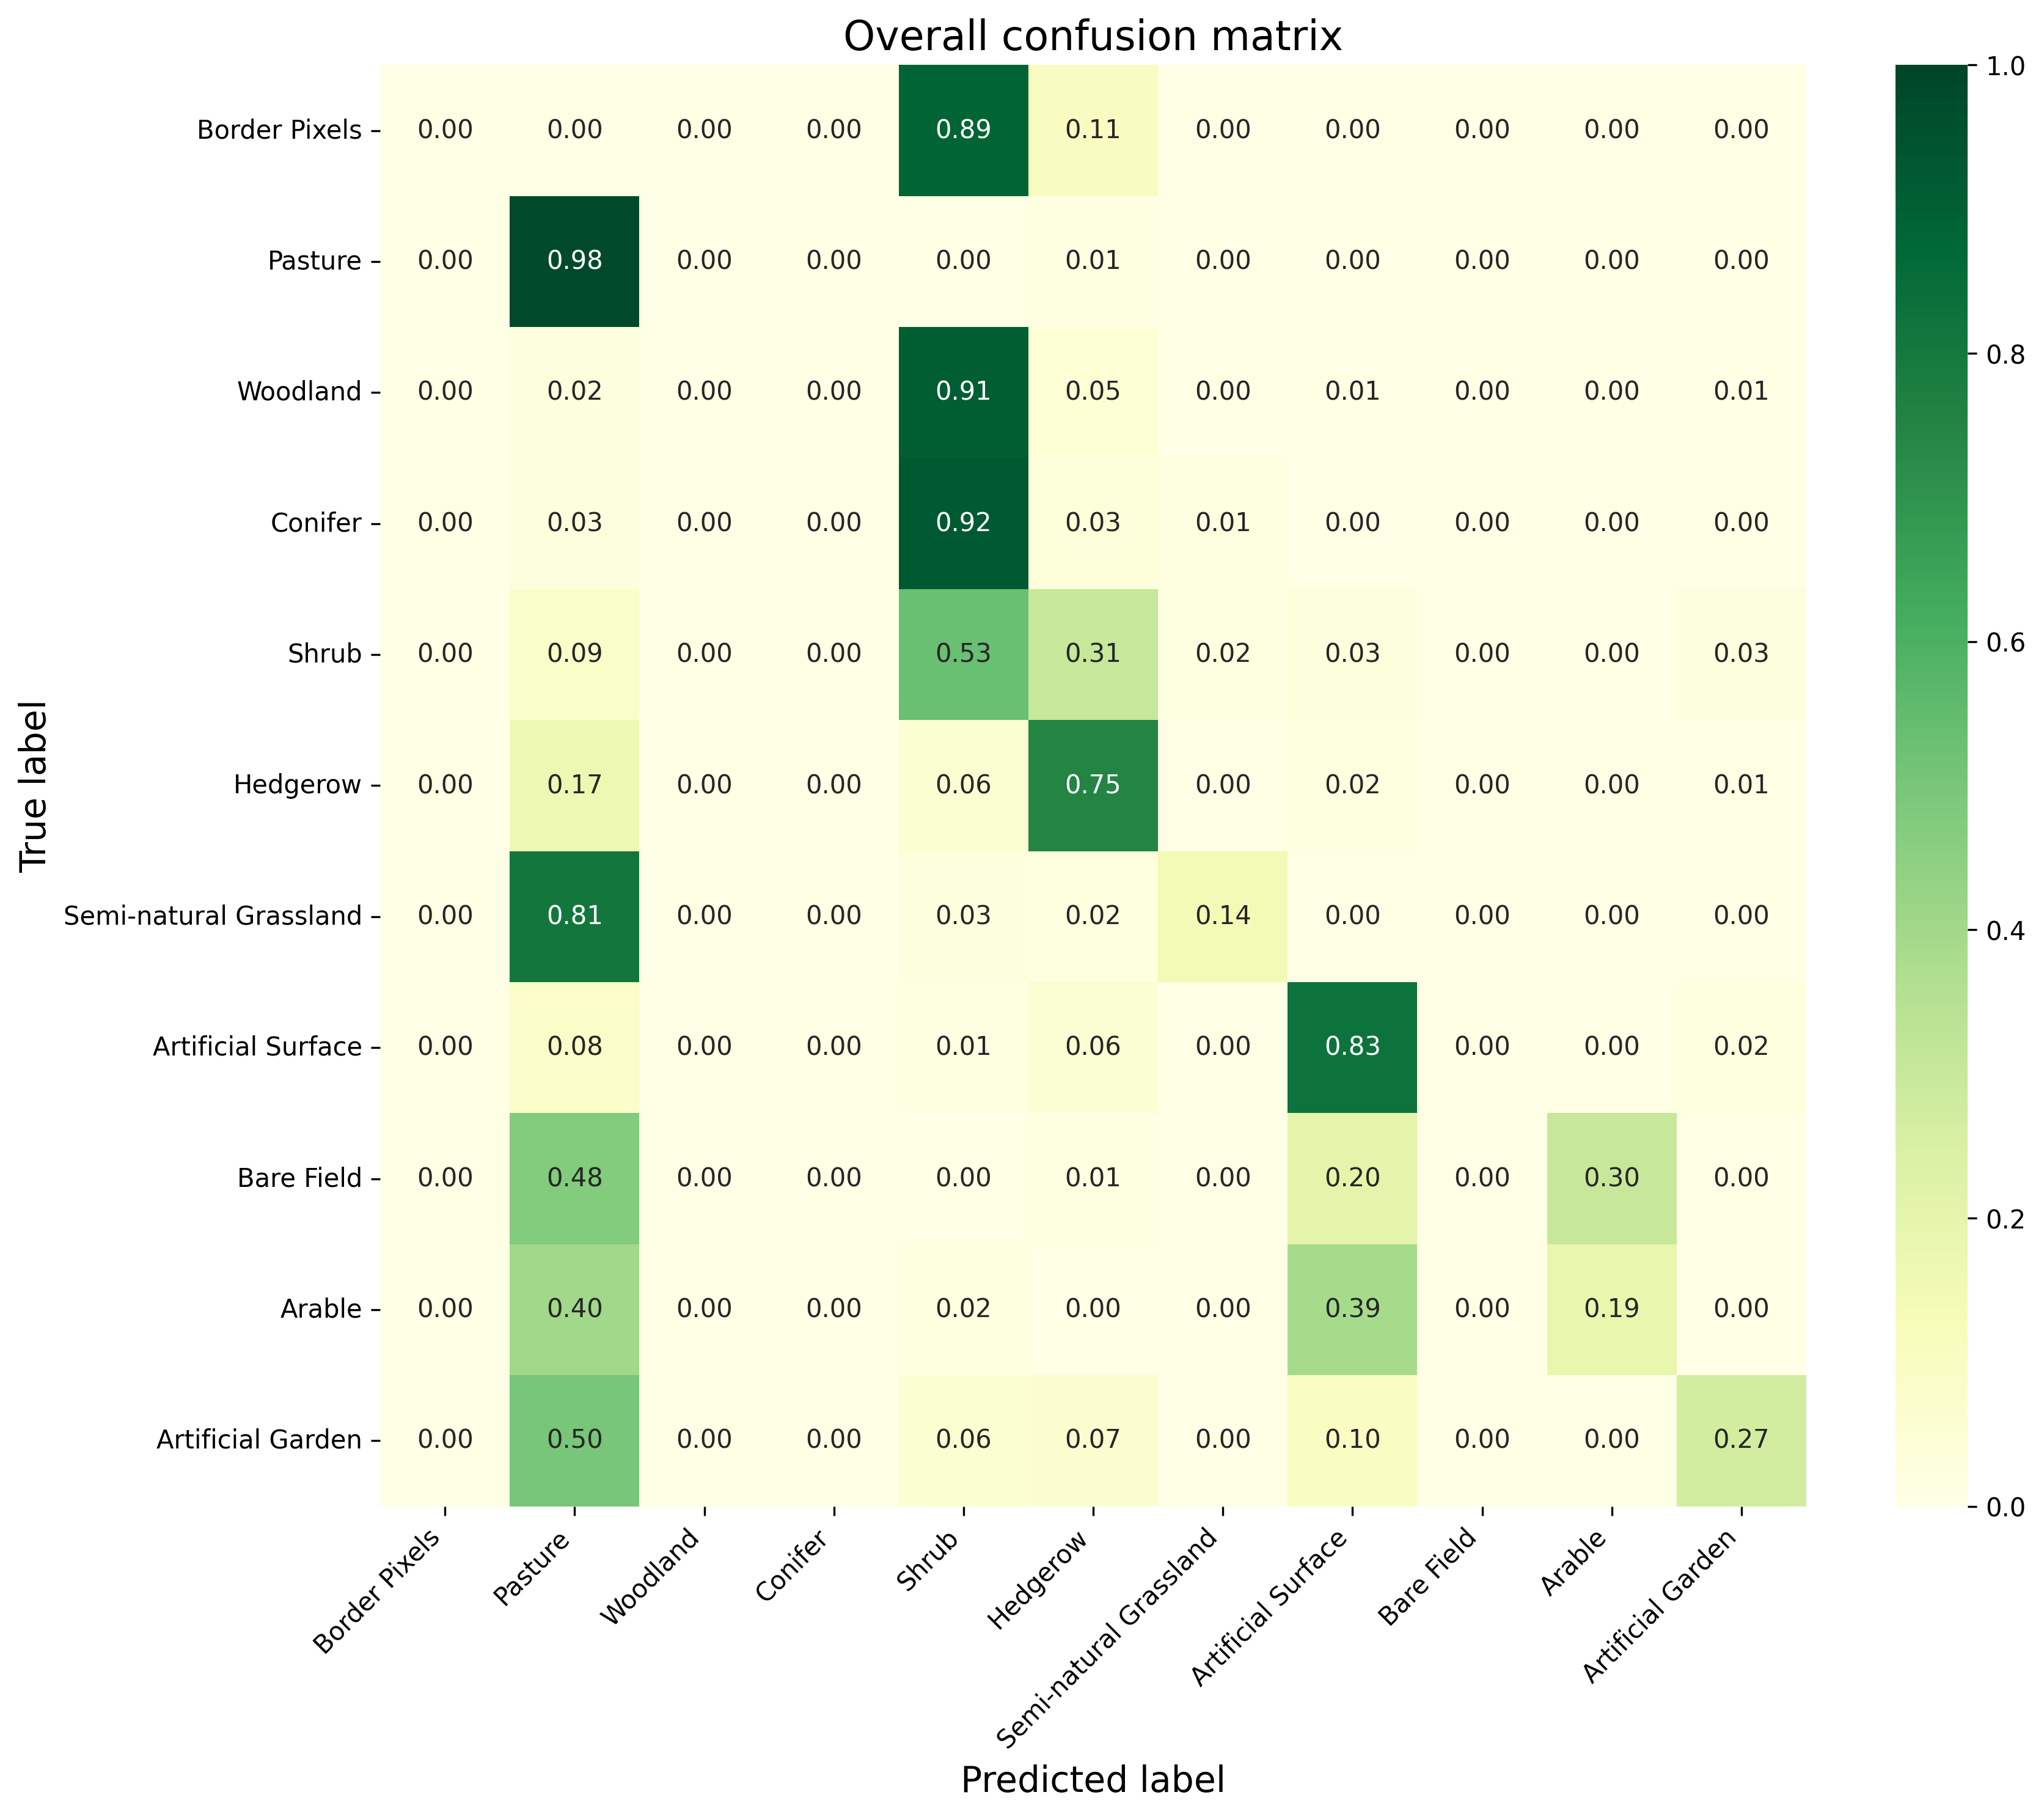 Overall confusion matrix
True label
Border Pixels 0.00 0.00 0.00 0.00 0.89 0.11 0.00 0.00 0.00 0.00 0.00
Pasture 0.00 0.98 0.00 0.00 0.00 0.01 0.00 0.00 0.00 0.00 0.00
Woodland 0.00 0.02 0.00 0.00 0.91 0.05 0.00 0.01 0.00 0.00 0.01
Conifer 0.00 0.03 0.00 0.00 0.92 0.03 0.01 0.00 0.00 0.00 0.00
Shrub 0.00 0.09 0.00 0.00 0.53 0.31 0.02 0.03 0.00 0.00 0.03
Hedgerow 0.00 0.17 0.00 0.00 0.06 0.75 0.00 0.02 0.00 0.00 0.01
Semi-natural Grassland 0.00 0.81 0.00 0.00 0.03 0.02 0.14 0.00 0.00 0.00 0.00
Artificial Surface 0.00 0.08 0.00 0.00 0.01 0.06 0.00 0.83 0.00 0.00 0.02
Bare Field 0.00 0.48 0.00 0.00 0.00 0.01 0.00 0.20 0.00 0.30 0.00
Arable 0.00 0.40 0.00 0.00 0.02 0.00 0.00 0.39 0.00 0.19 0.00
Artificial Garden 0.00 0.50 0.00 0.00 0.06 0.07 0.00 0.10 0.00 0.00 0.27
Border Pixels
Pasture
Woodland
Conifer
Shrub
Hedgerow
Semi-natural Grassland
Artificial Surface
Bare Field
Arable
Artificial Garden
Predicted label
1.0
0.8
0.6
0.4
0.2
0.0